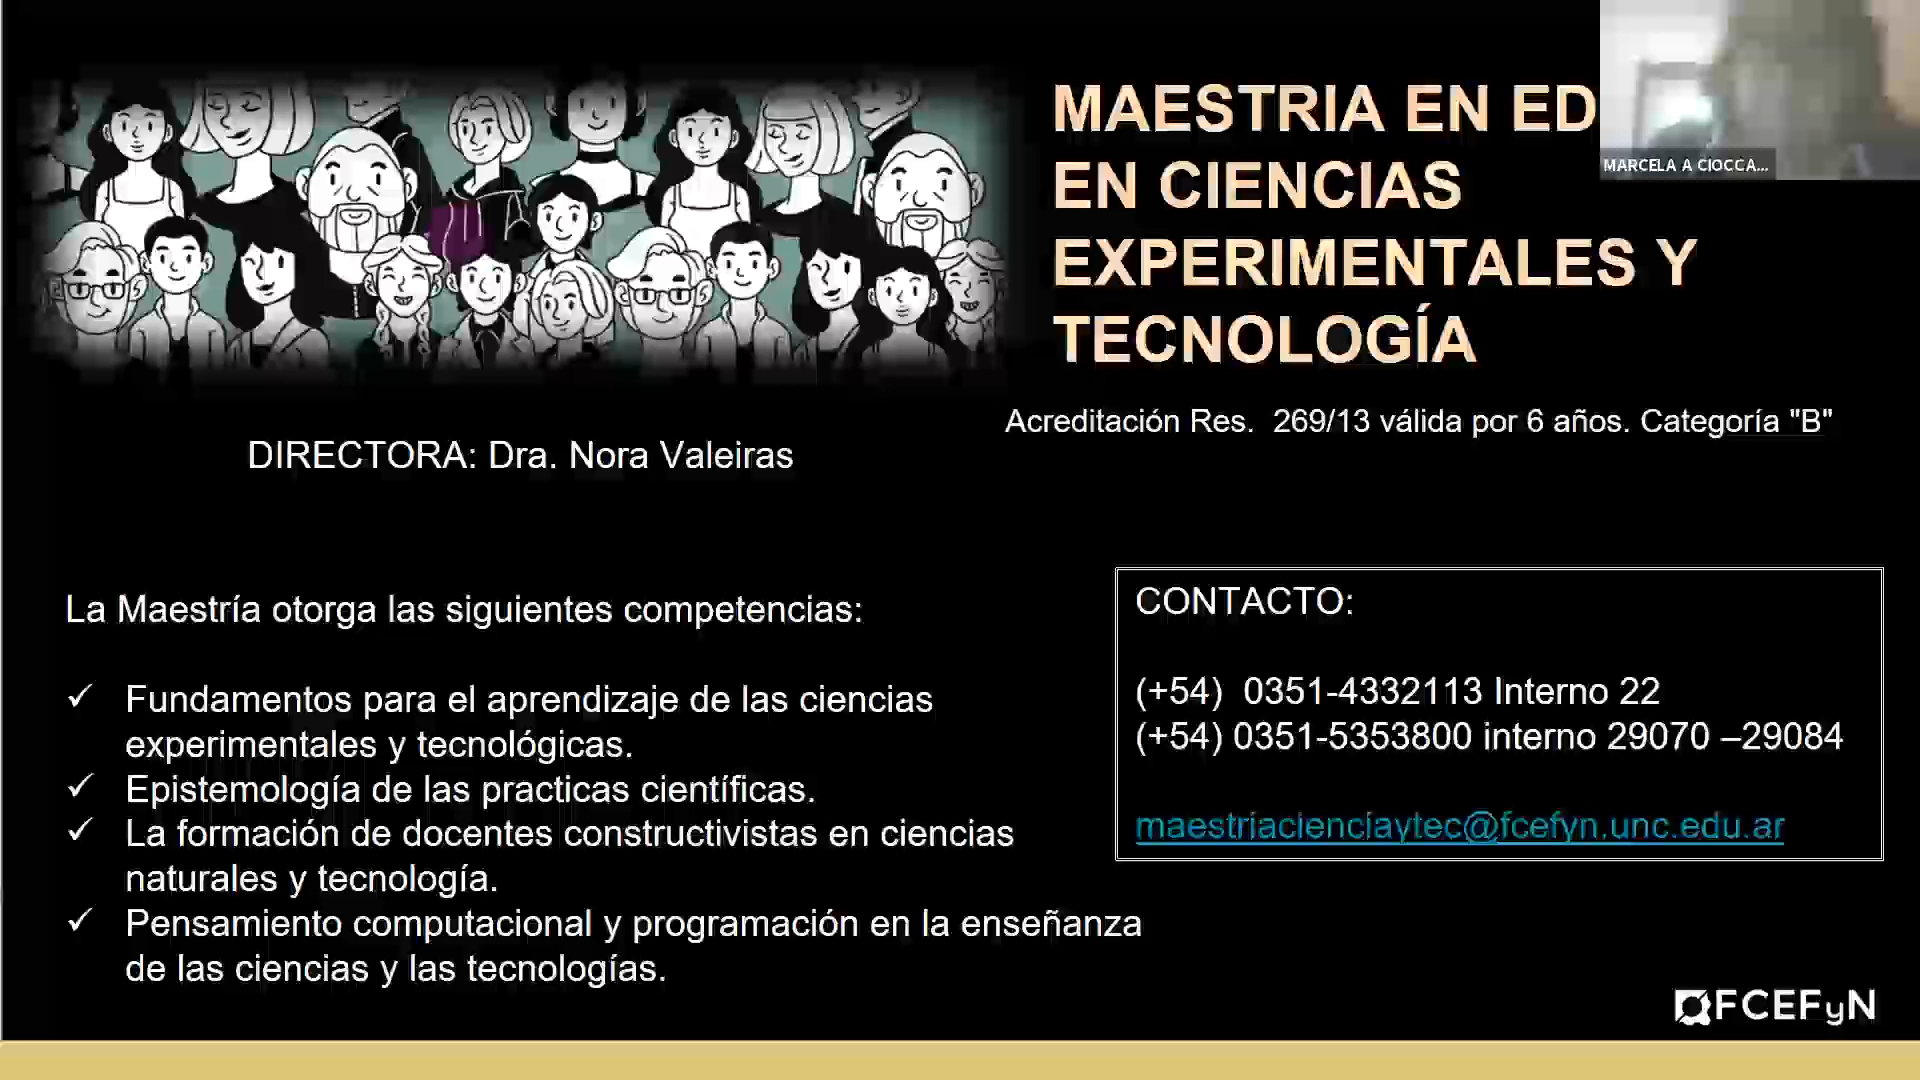 MAESTRIA EN ED
EN CIENCIAS
EXPERIMENTALES Y
TECNOLOGÍA
MARCELA A CIOCCA...
Acreditación Res.  269/13 válida por 6 años. Categoría "B"
DIRECTORA: Dra. Nora Valeiras
La Maestría otorga las siguientes competencias:
✓ Fundamentos para el aprendizaje de las ciencias
experimentales y tecnológicas.
✓ Epistemología de las practicas científicas.
✓ La formación de docentes constructivistas en ciencias
naturales y tecnología.
✓ Pensamiento computacional y programación en la enseñanza
de las ciencias y las tecnologías.
CONTACTO:
(+54)  0351-4332113 Interno 22
(+54) 0351-5353800 interno 29070 –29084
maestriacienciaytec@fcefyn.unc.edu.ar
FCEFyN